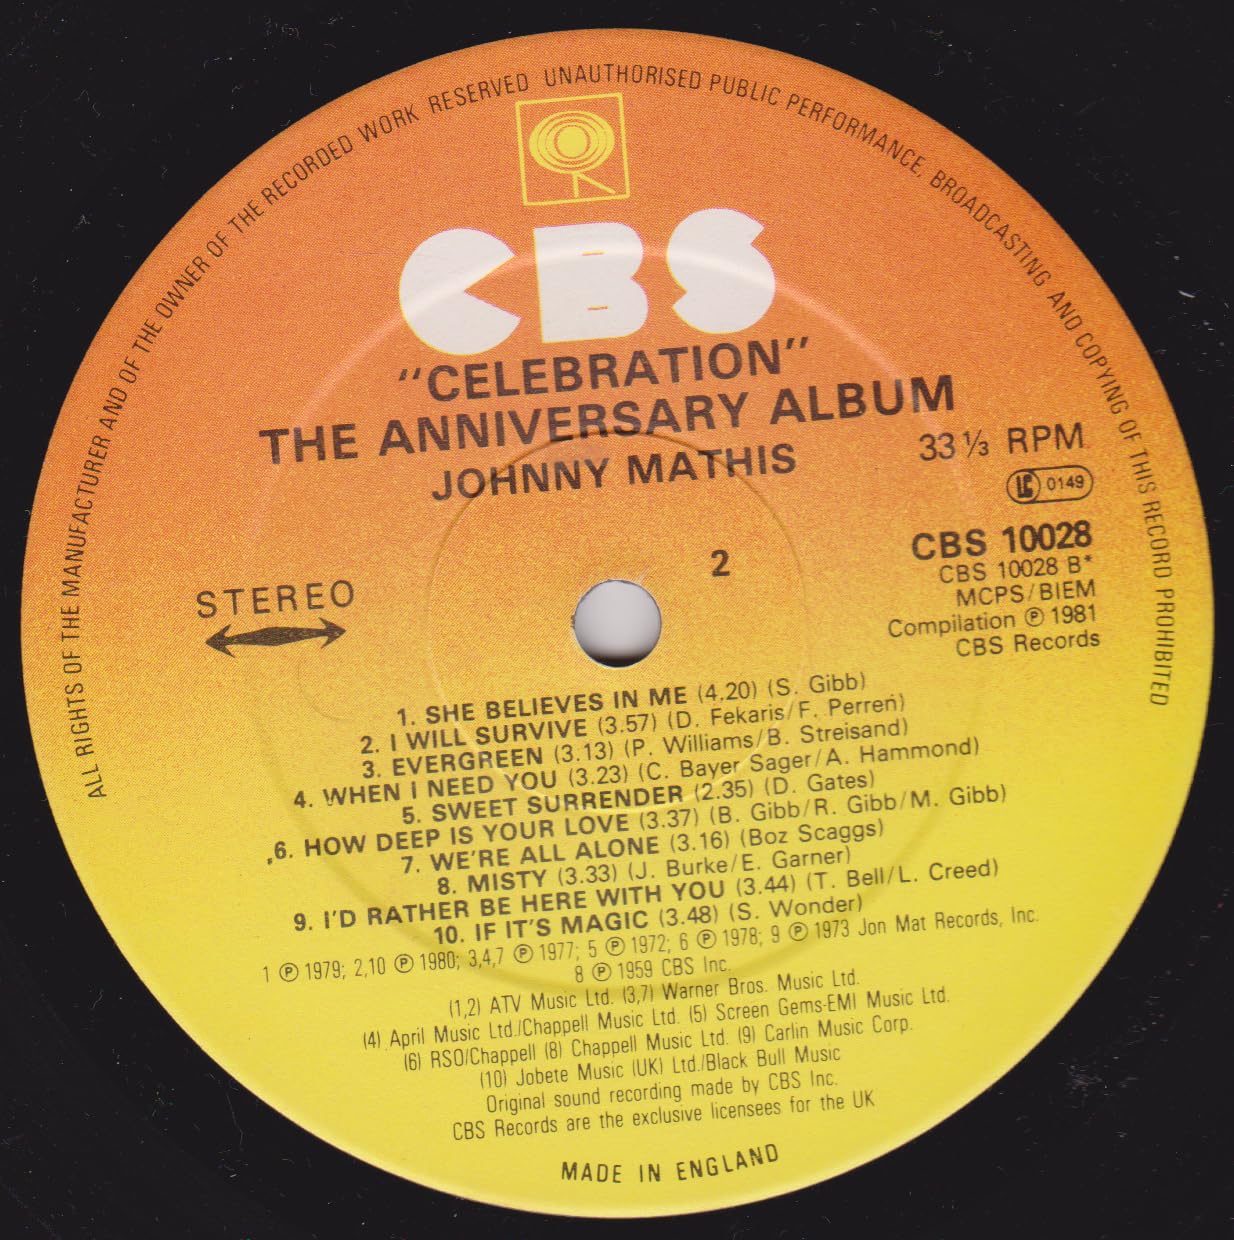 ALL RIGHTS OF THE MANUFACTURER AND OF THE OWNER OF THE RECORDED WORK RESERVED UNAUTHORISED PUBLIC PERFORMANCE, BROADCASTING AND COPYING OF THIS RECORD PROHIBITED
CBS
"CELEBRATION"
THE ANNIVERSARY ALBUM
JOHNNY MATHIS
33 1/3 RPM
LC 0149
2
STEREO
CBS 10028
CBS 10028 B*
MCPS/BIEM
Compilation ℗ 1981
CBS Records
1. SHE BELIEVES IN ME (4.20) (S. Gibb)
2. I WILL SURVIVE (3.57) (D. Fekaris/F. Perren)
3. EVERGREEN (3.13) (P. Williams/B. Streisand)
4. WHEN I NEED YOU (3.23) (C. Bayer Sager/A. Hammond)
5. SWEET SURRENDER (2.35) (D. Gates)
6. HOW DEEP IS YOUR LOVE (3.37) (B. Gibb/R. Gibb/M. Gibb)
7. WE'RE ALL ALONE (3.16) (Boz Scaggs)
8. MISTY (3.33) (J. Burke/E. Garner)
9. I'D RATHER BE HERE WITH YOU (3.44) (T. Bell/L. Creed)
10. IF IT'S MAGIC (3.48) (S. Wonder)
1 ℗ 1979; 2,10 ℗ 1980; 3,4,7 ℗ 1977; 5 ℗ 1972; 6 ℗ 1978; 9 ℗ 1973 Jon Mat Records, Inc.
8 ℗ 1959 CBS Inc.
(1,2) ATV Music Ltd. (3,7) Warner Bros. Music Ltd.
(4) April Music Ltd./Chappell Music Ltd. (5) Screen Gems-EMI Music Ltd.
(6) RSO/Chappell (8) Chappell Music Ltd. (9) Carlin Music Corp.
(10) Jobete Music (UK) Ltd./Black Bull Music
Original sound recording made by CBS Inc.
CBS Records are the exclusive licensees for the UK
MADE IN ENGLAND